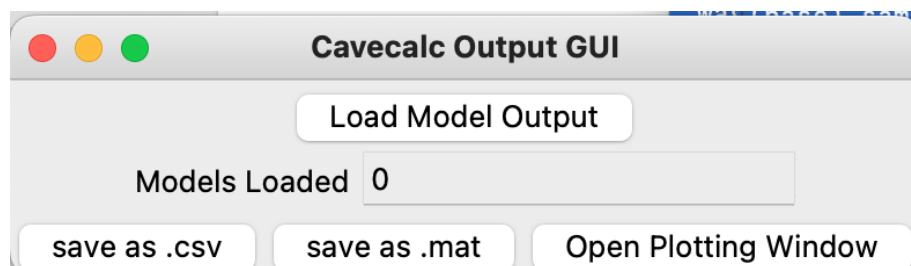 Cavecalc Output GUI
Load Model Output
Models Loaded 0
save as .csv save as .mat Open Plotting Window